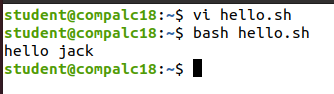 student@compalc18:~$ vi hello.sh
student@compalc18:~$ bash hello.sh
hello jack
student@compalc18:~$